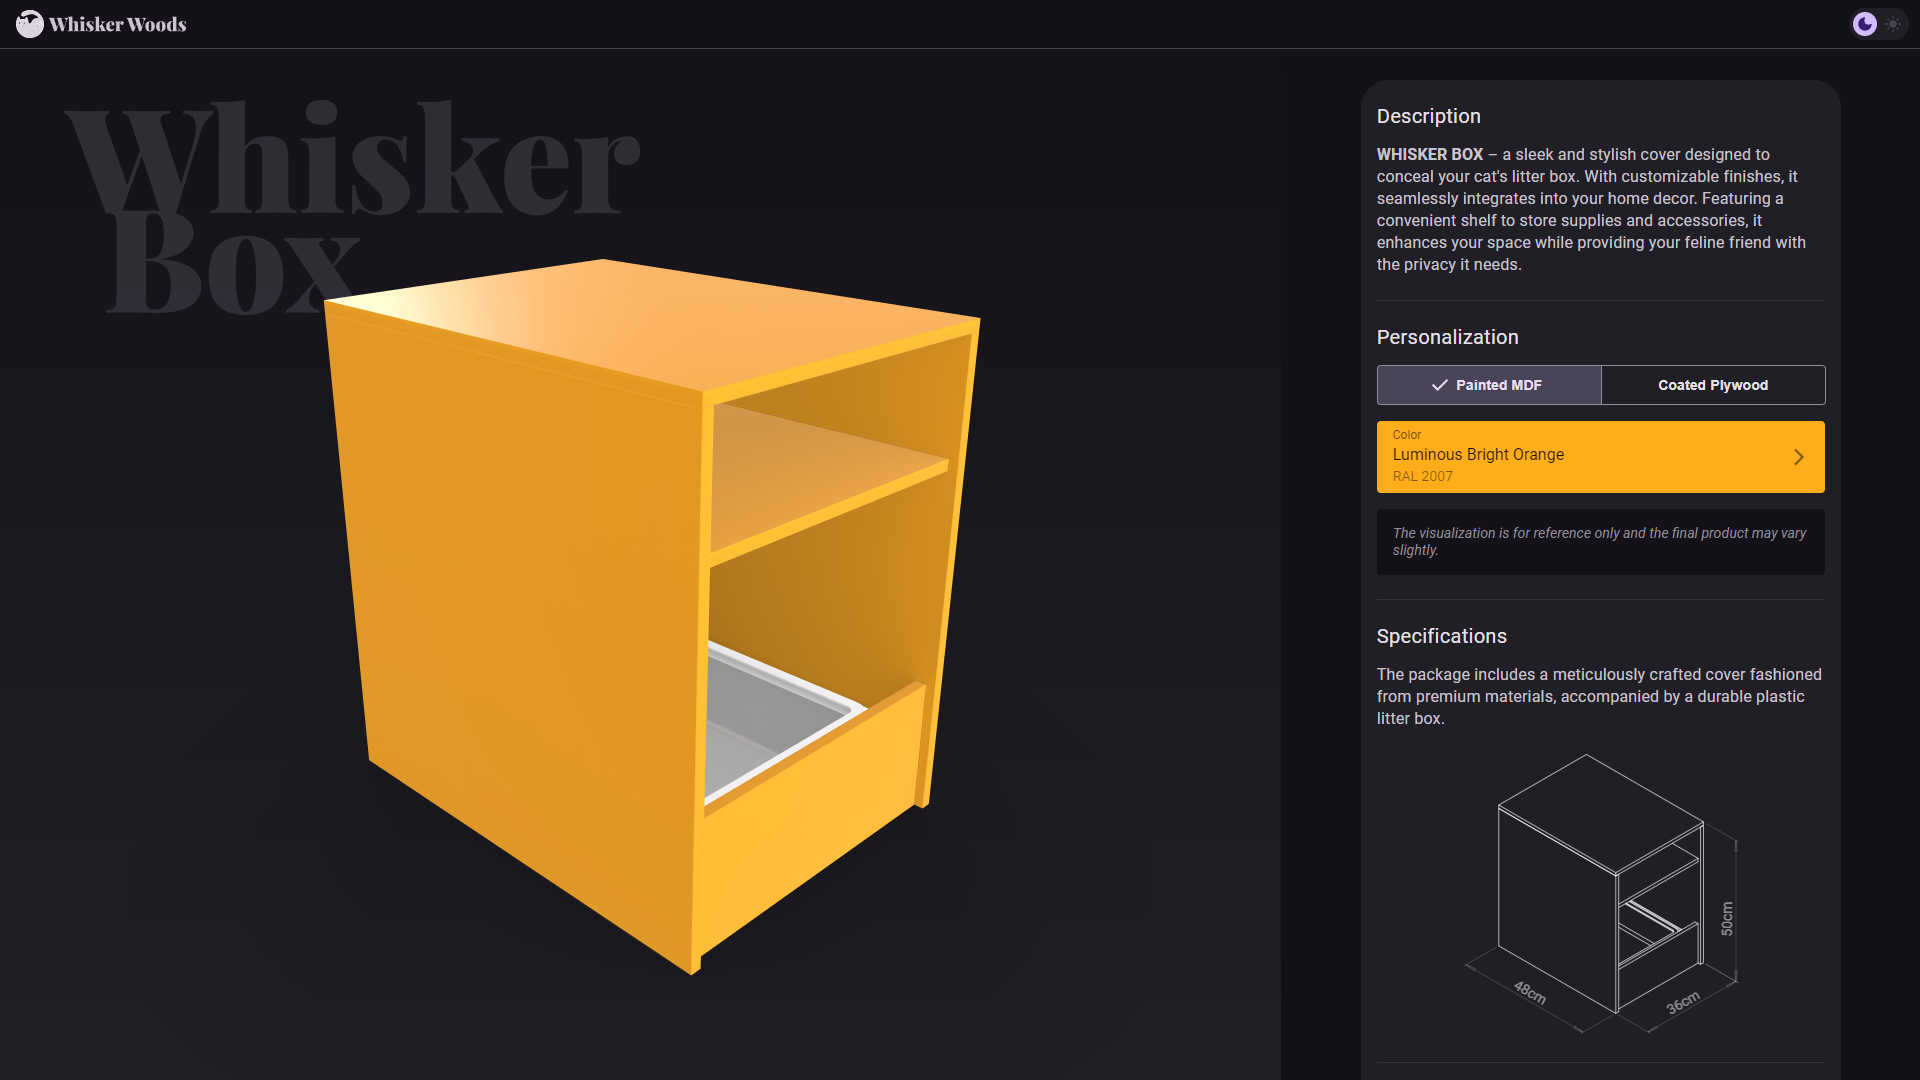 Whisker Woods
Whisker
Box
Description
WHISKER BOX – a sleek and stylish cover designed to
conceal your cat's litter box. With customizable finishes, it
seamlessly integrates into your home decor. Featuring a
convenient shelf to store supplies and accessories, it
enhances your space while providing your feline friend with
the privacy it needs.
Personalization
Painted MDF
Coated Plywood
Color
Luminous Bright Orange
RAL 2007
The visualization is for reference only and the final product may vary
slightly.
Specifications
The package includes a meticulously crafted cover fashioned
from premium materials, accompanied by a durable plastic
litter box.
50cm
48cm
36cm